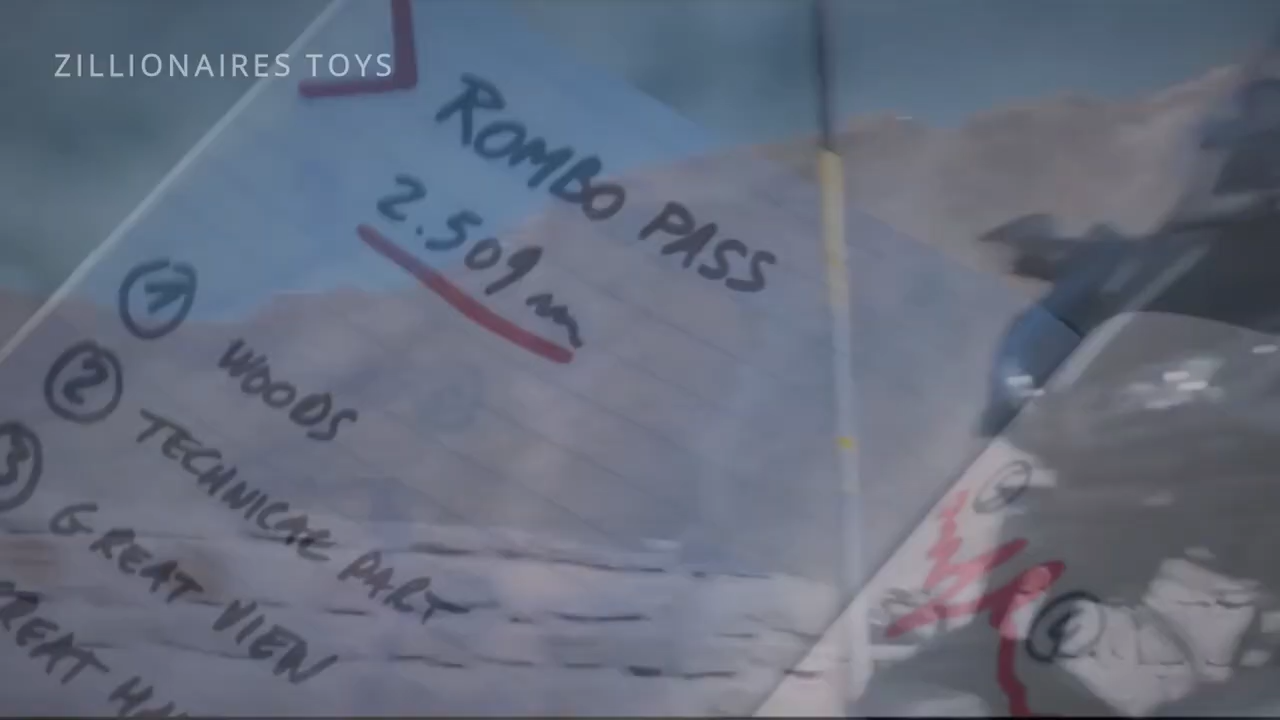 ZILLIONAIRES TOYS
ROMBO PASS
2.509 m
1 WOODS
2 TECHNICAL PART
3 GREAT VIEW